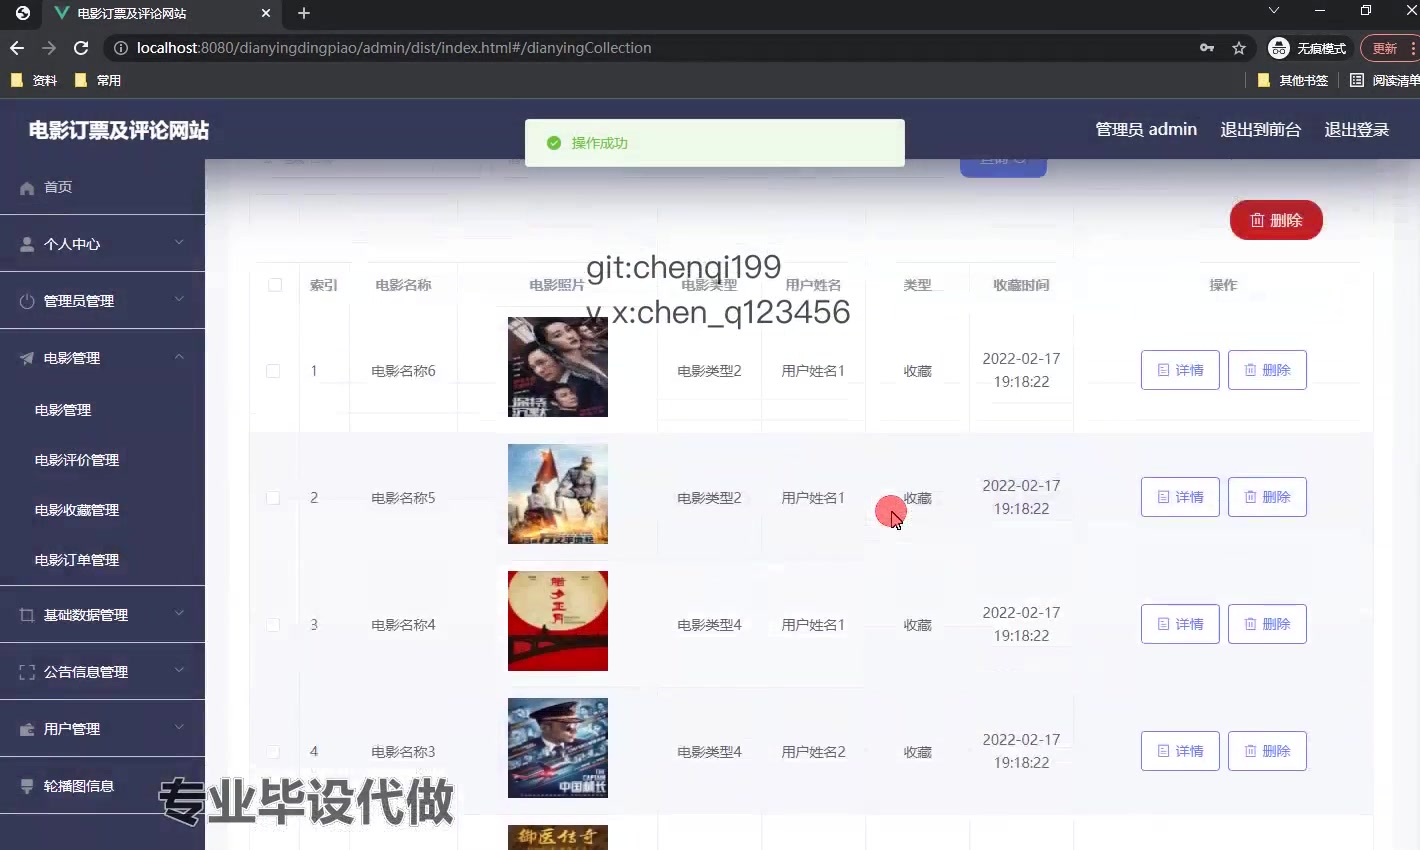 电影订票及评论网站
localhost:8080/dianyingdingpiao/admin/dist/index.html#/dianyingCollection
无痕模式
更新
资料
常用
其他书签
阅读清单
电影订票及评论网站
操作成功
管理员 admin
退出到前台
退出登录
首页
个人中心
管理员管理
电影管理
电影管理
电影评价管理
电影收藏管理
电影订单管理
基础数据管理
公告信息管理
用户管理
轮播图信息
查询
删除
git:chenqi199
v x:chen_q123456
索引 电影名称 电影照片 电影类型 用户姓名 类型 收藏时间 操作
1 电影名称6 电影类型2 用户姓名1 收藏 2022-02-17 19:18:22 详情 删除
2 电影名称5 电影类型2 用户姓名1 收藏 2022-02-17 19:18:22 详情 删除
3 电影名称4 电影类型4 用户姓名1 收藏 2022-02-17 19:18:22 详情 删除
腊月正月
4 电影名称3 电影类型4 用户姓名2 收藏 2022-02-17 19:18:22 详情 删除
中国机长
御医传奇
专业毕设代做